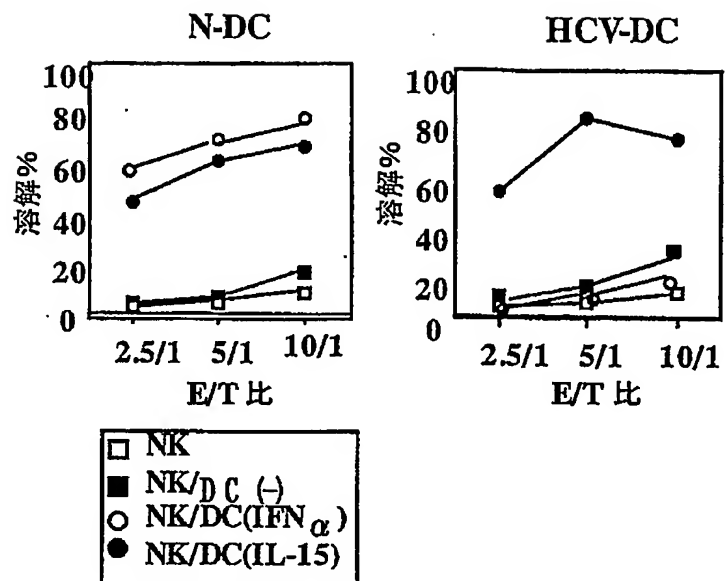 N-DC
100
80
60
40
20
0
溶解%
2.5/1 5/1 10/1
E/T 比
HCV-DC
100
80
60
40
20
0
溶解%
2.5/1 5/1 10/1
E/T 比
□ NK
■ NK/DC (-)
○ NK/DC(IFNα)
● NK/DC(IL-15)